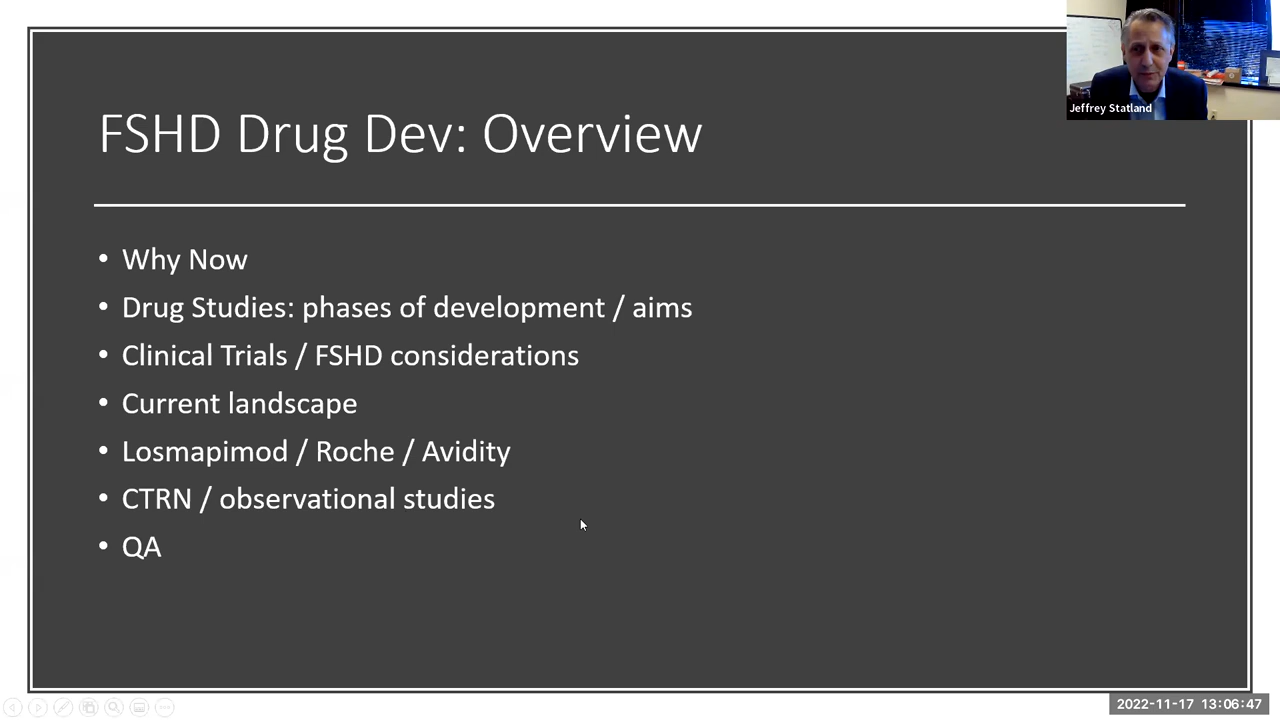 FSHD Drug Dev: Overview
• Why Now
• Drug Studies: phases of development / aims
• Clinical Trials / FSHD considerations
• Current landscape
• Losmapimod / Roche / Avidity
• CTRN / observational studies
• QA
Jeffrey Statland
2022-11-17 13:06:47